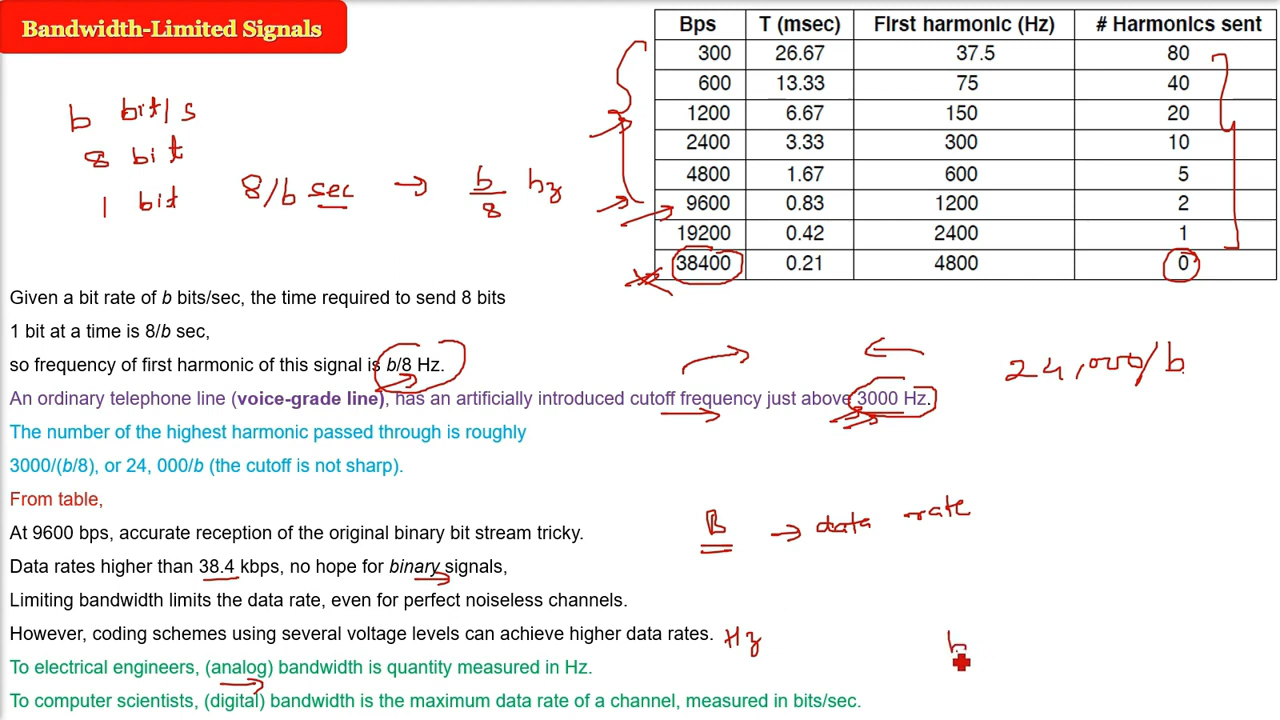 Bandwidth-Limited Signals
Bps T (msec) First harmonic (Hz) # Harmonics sent
300 26.67 37.5 80
600 13.33 75 40
1200 6.67 150 20
2400 3.33 300 10
4800 1.67 600 5
9600 0.83 1200 2
19200 0.42 2400 1
38400 0.21 4800 0
b bit/s
8 bit
1 bit 8/b sec → b/8 hz
Given a bit rate of b bits/sec, the time required to send 8 bits
1 bit at a time is 8/b sec,
so frequency of first harmonic of this signal is b/8 Hz.
24,000/b
An ordinary telephone line (voice-grade line), has an artificially introduced cutoff frequency just above 3000 Hz.
The number of the highest harmonic passed through is roughly
3000/(b/8), or 24, 000/b (the cutoff is not sharp).
From table,
B → data rate
At 9600 bps, accurate reception of the original binary bit stream tricky.
Data rates higher than 38.4 kbps, no hope for binary signals,
Limiting bandwidth limits the data rate, even for perfect noiseless channels.
However, coding schemes using several voltage levels can achieve higher data rates. Hz
b
To electrical engineers, (analog) bandwidth is quantity measured in Hz.
To computer scientists, (digital) bandwidth is the maximum data rate of a channel, measured in bits/sec.